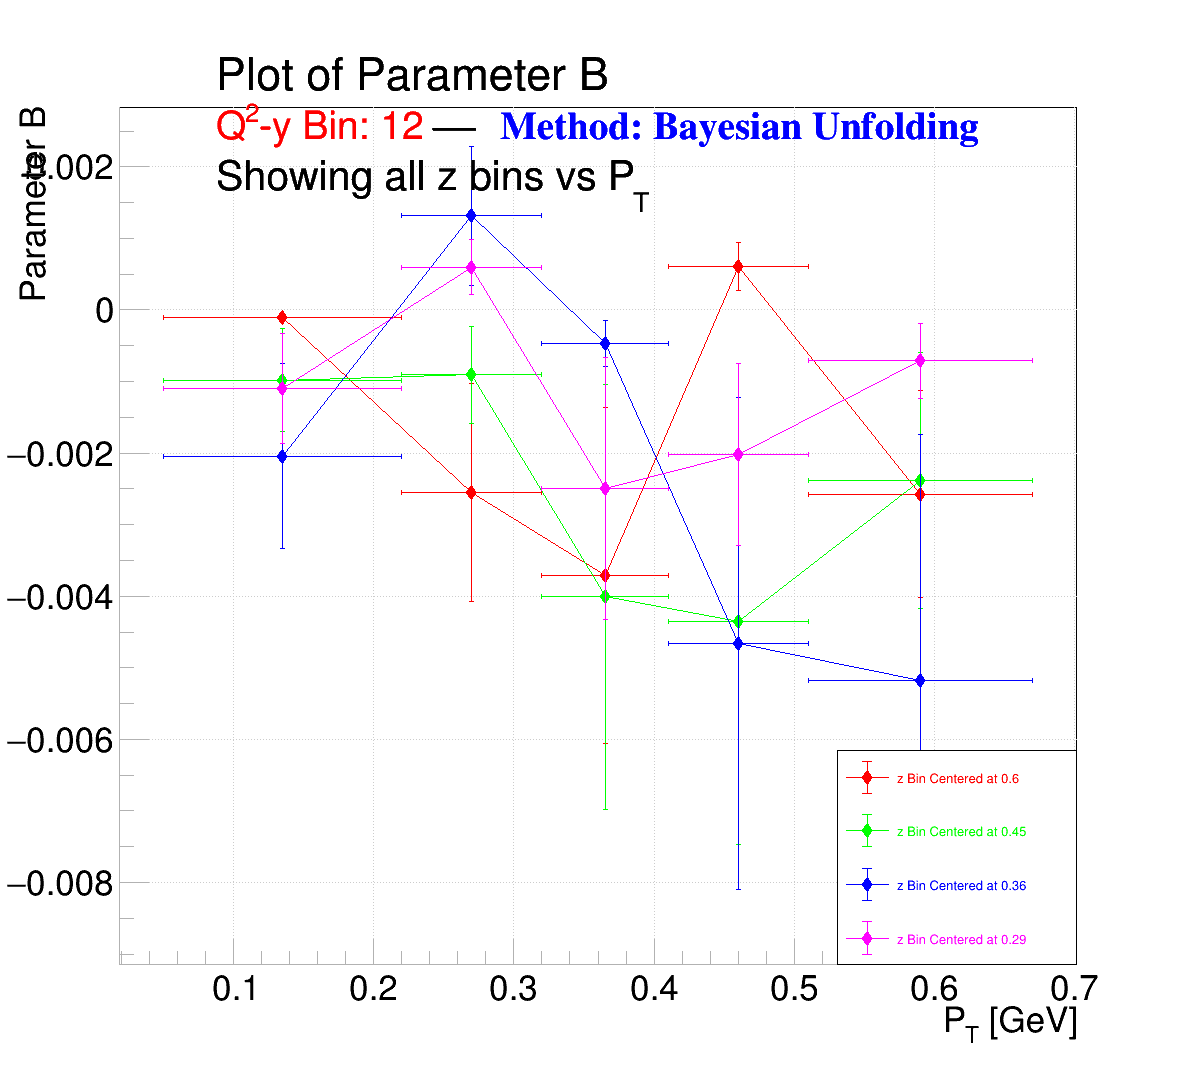 Plot of Parameter B
Q2-y Bin: 12 — Method: Bayesian Unfolding
Showing all z bins vs PT
Parameter B
0.002
0
−0.002
−0.004
−0.006
−0.008
z Bin Centered at 0.6
z Bin Centered at 0.45
z Bin Centered at 0.36
z Bin Centered at 0.29
0.1 0.2 0.3 0.4 0.5 0.6 0.7
PT [GeV]